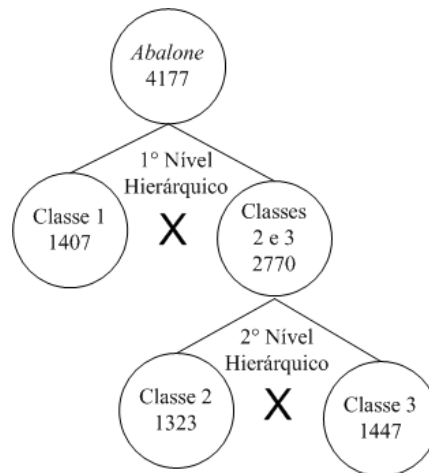 Abalone
4177
1° Nível
Hierárquico
Classe 1
1407
X
Classes
2 e 3
2770
2° Nível
Hierárquico
Classe 2
1323
X
Classe 3
1447